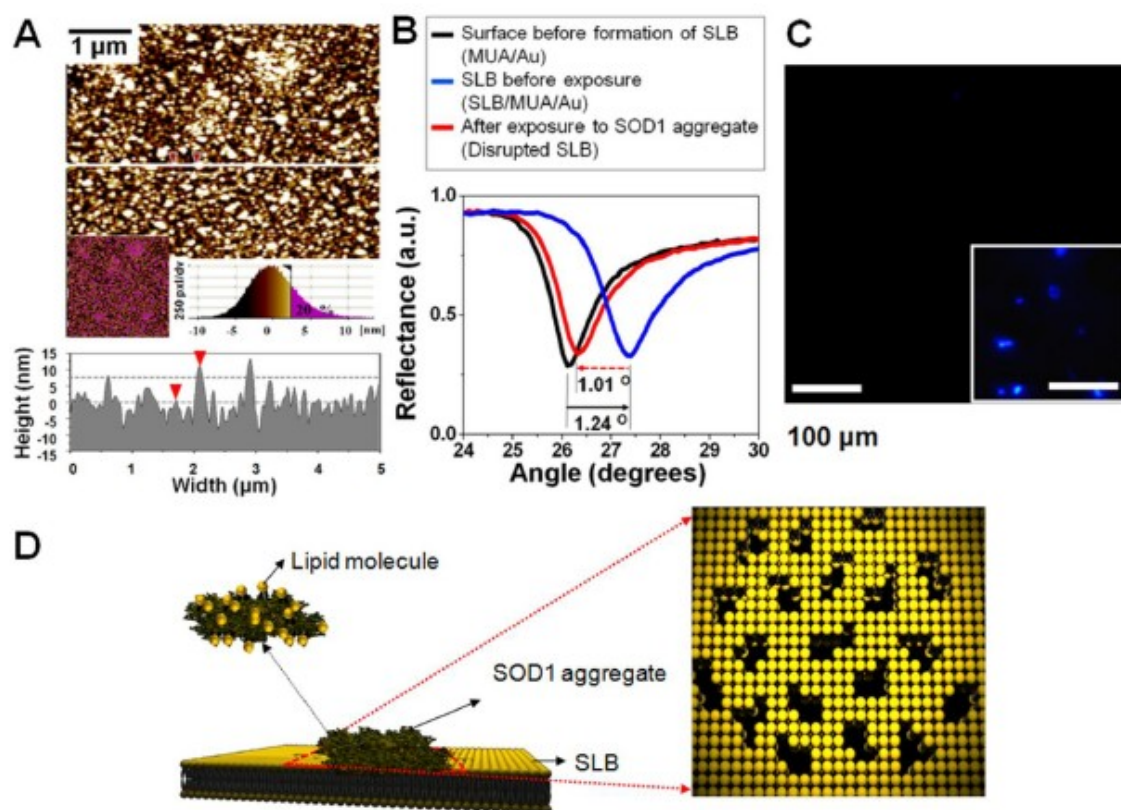 A
1 µm
250 pxl/dv
20 %
-10 -5 0 5 10 [nm]
Height (nm)
15
10
5
0
-5
-10
-15
0 1 2 3 4 5
Width (µm)
B
Surface before formation of SLB
(MUA/Au)
SLB before exposure
(SLB/MUA/Au)
After exposure to SOD1 aggregate
(Disrupted SLB)
Reflectance (a.u.)
1.0
0.5
0.0
1.01 °
1.24 °
24 25 26 27 28 29 30
Angle (degrees)
C
100 µm
D
Lipid molecule
SOD1 aggregate
SLB